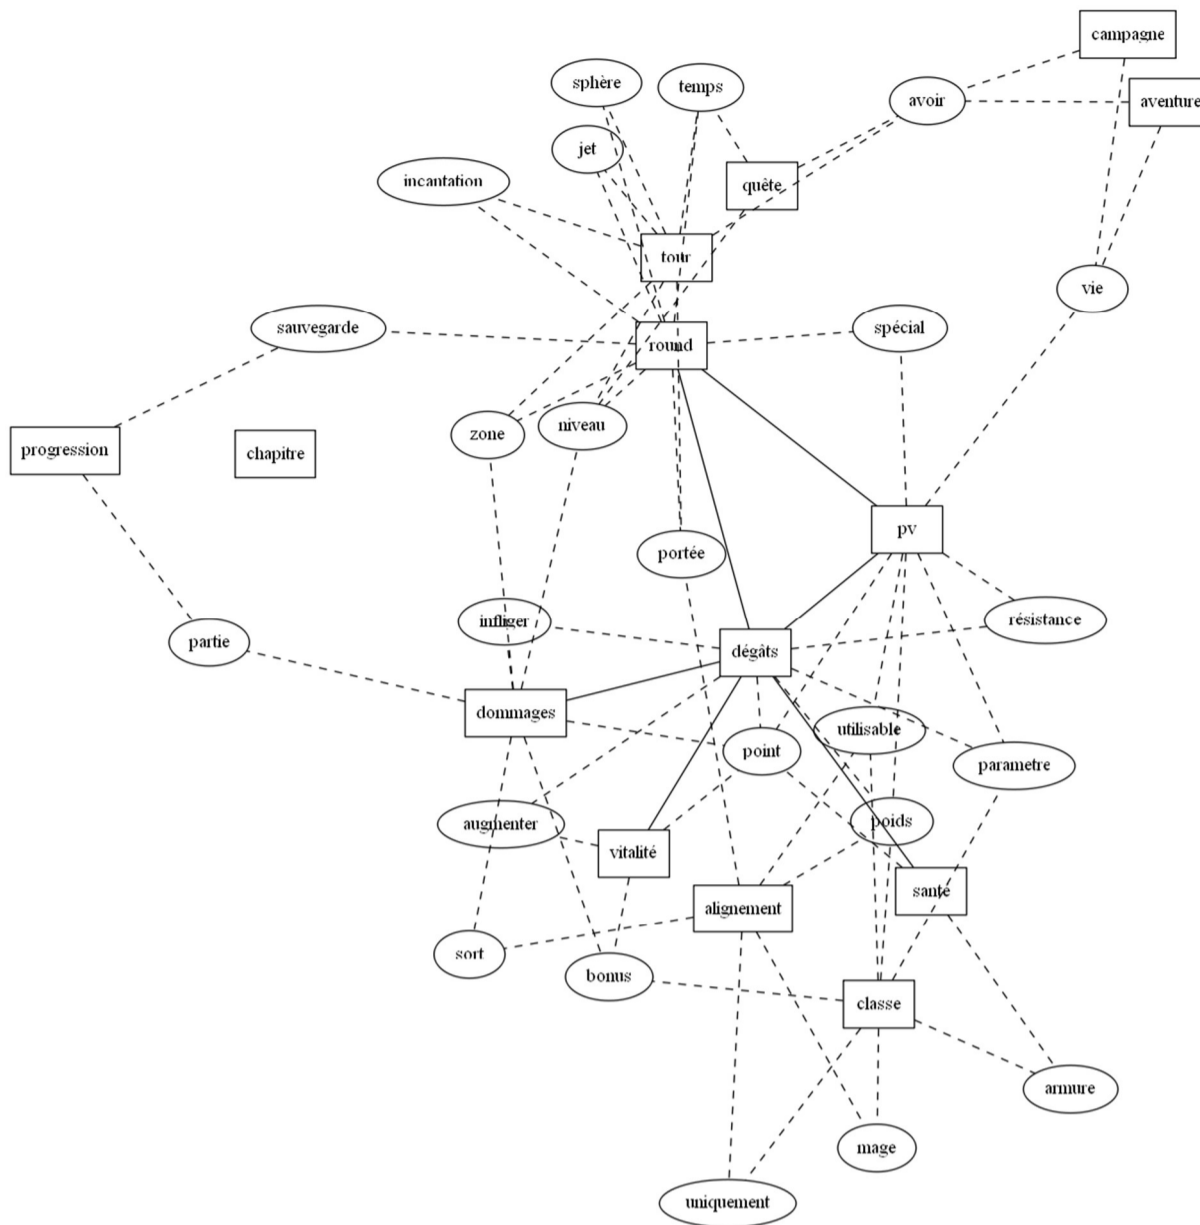 campagne
sphère
temps
avoir
aventure
jet
incantation
quête
tour
vie
sauvegarde
spécial
round
niveau
zone
progression
chapitre
pv
portée
infliger
résistance
partie
dégâts
dommages
utilisable
point
parametre
augmenter
poids
vitalité
santé
alignement
sort
bonus
classe
armure
mage
uniquement